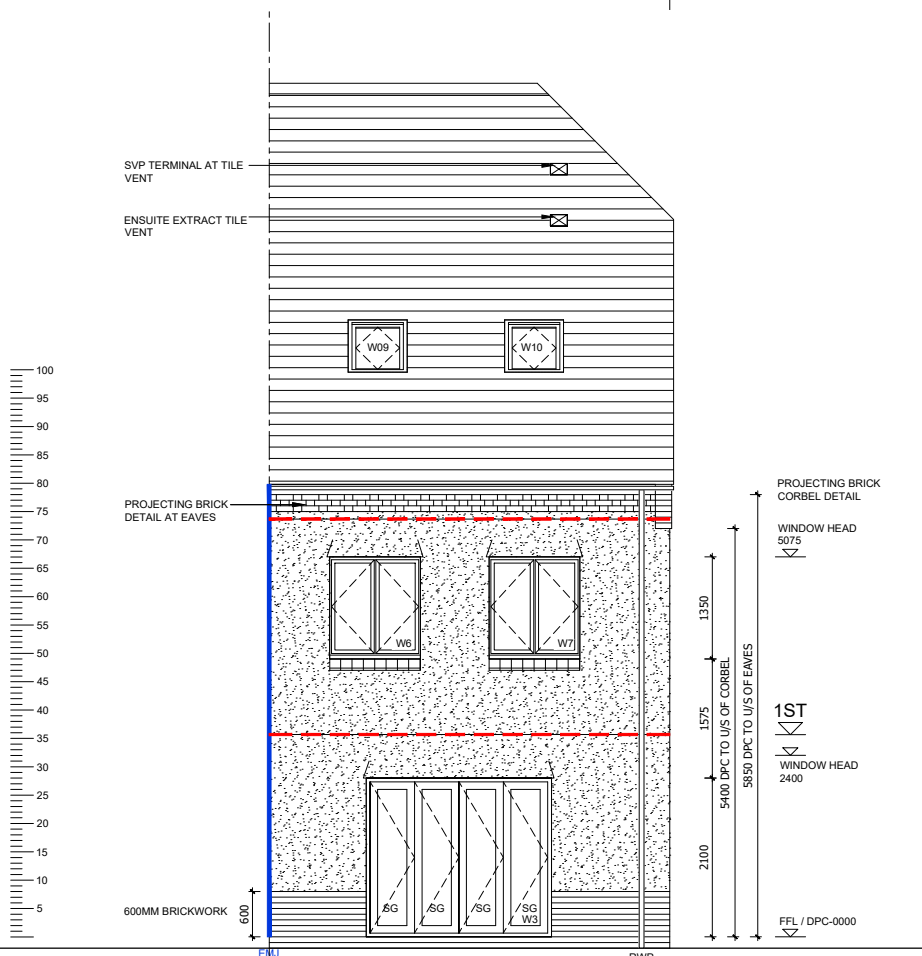 SVP TERMINAL AT TILE
VENT
ENSUITE EXTRACT TILE
VENT
W09
W10
100
95
90
85
80
75
70
65
60
55
50
45
40
35
30
25
20
15
10
5
PROJECTING BRICK
DETAIL AT EAVES
PROJECTING BRICK
CORBEL DETAIL
WINDOW HEAD
5075
W6
W7
1350
1575
2100
5400 DPC TO U/S OF CORBEL
5850 DPC TO U/S OF EAVES
1ST
WINDOW HEAD
2400
600MM BRICKWORK
600
SG
SG
SG
SG
W3
FFL / DPC-0000
EMJ
RWP